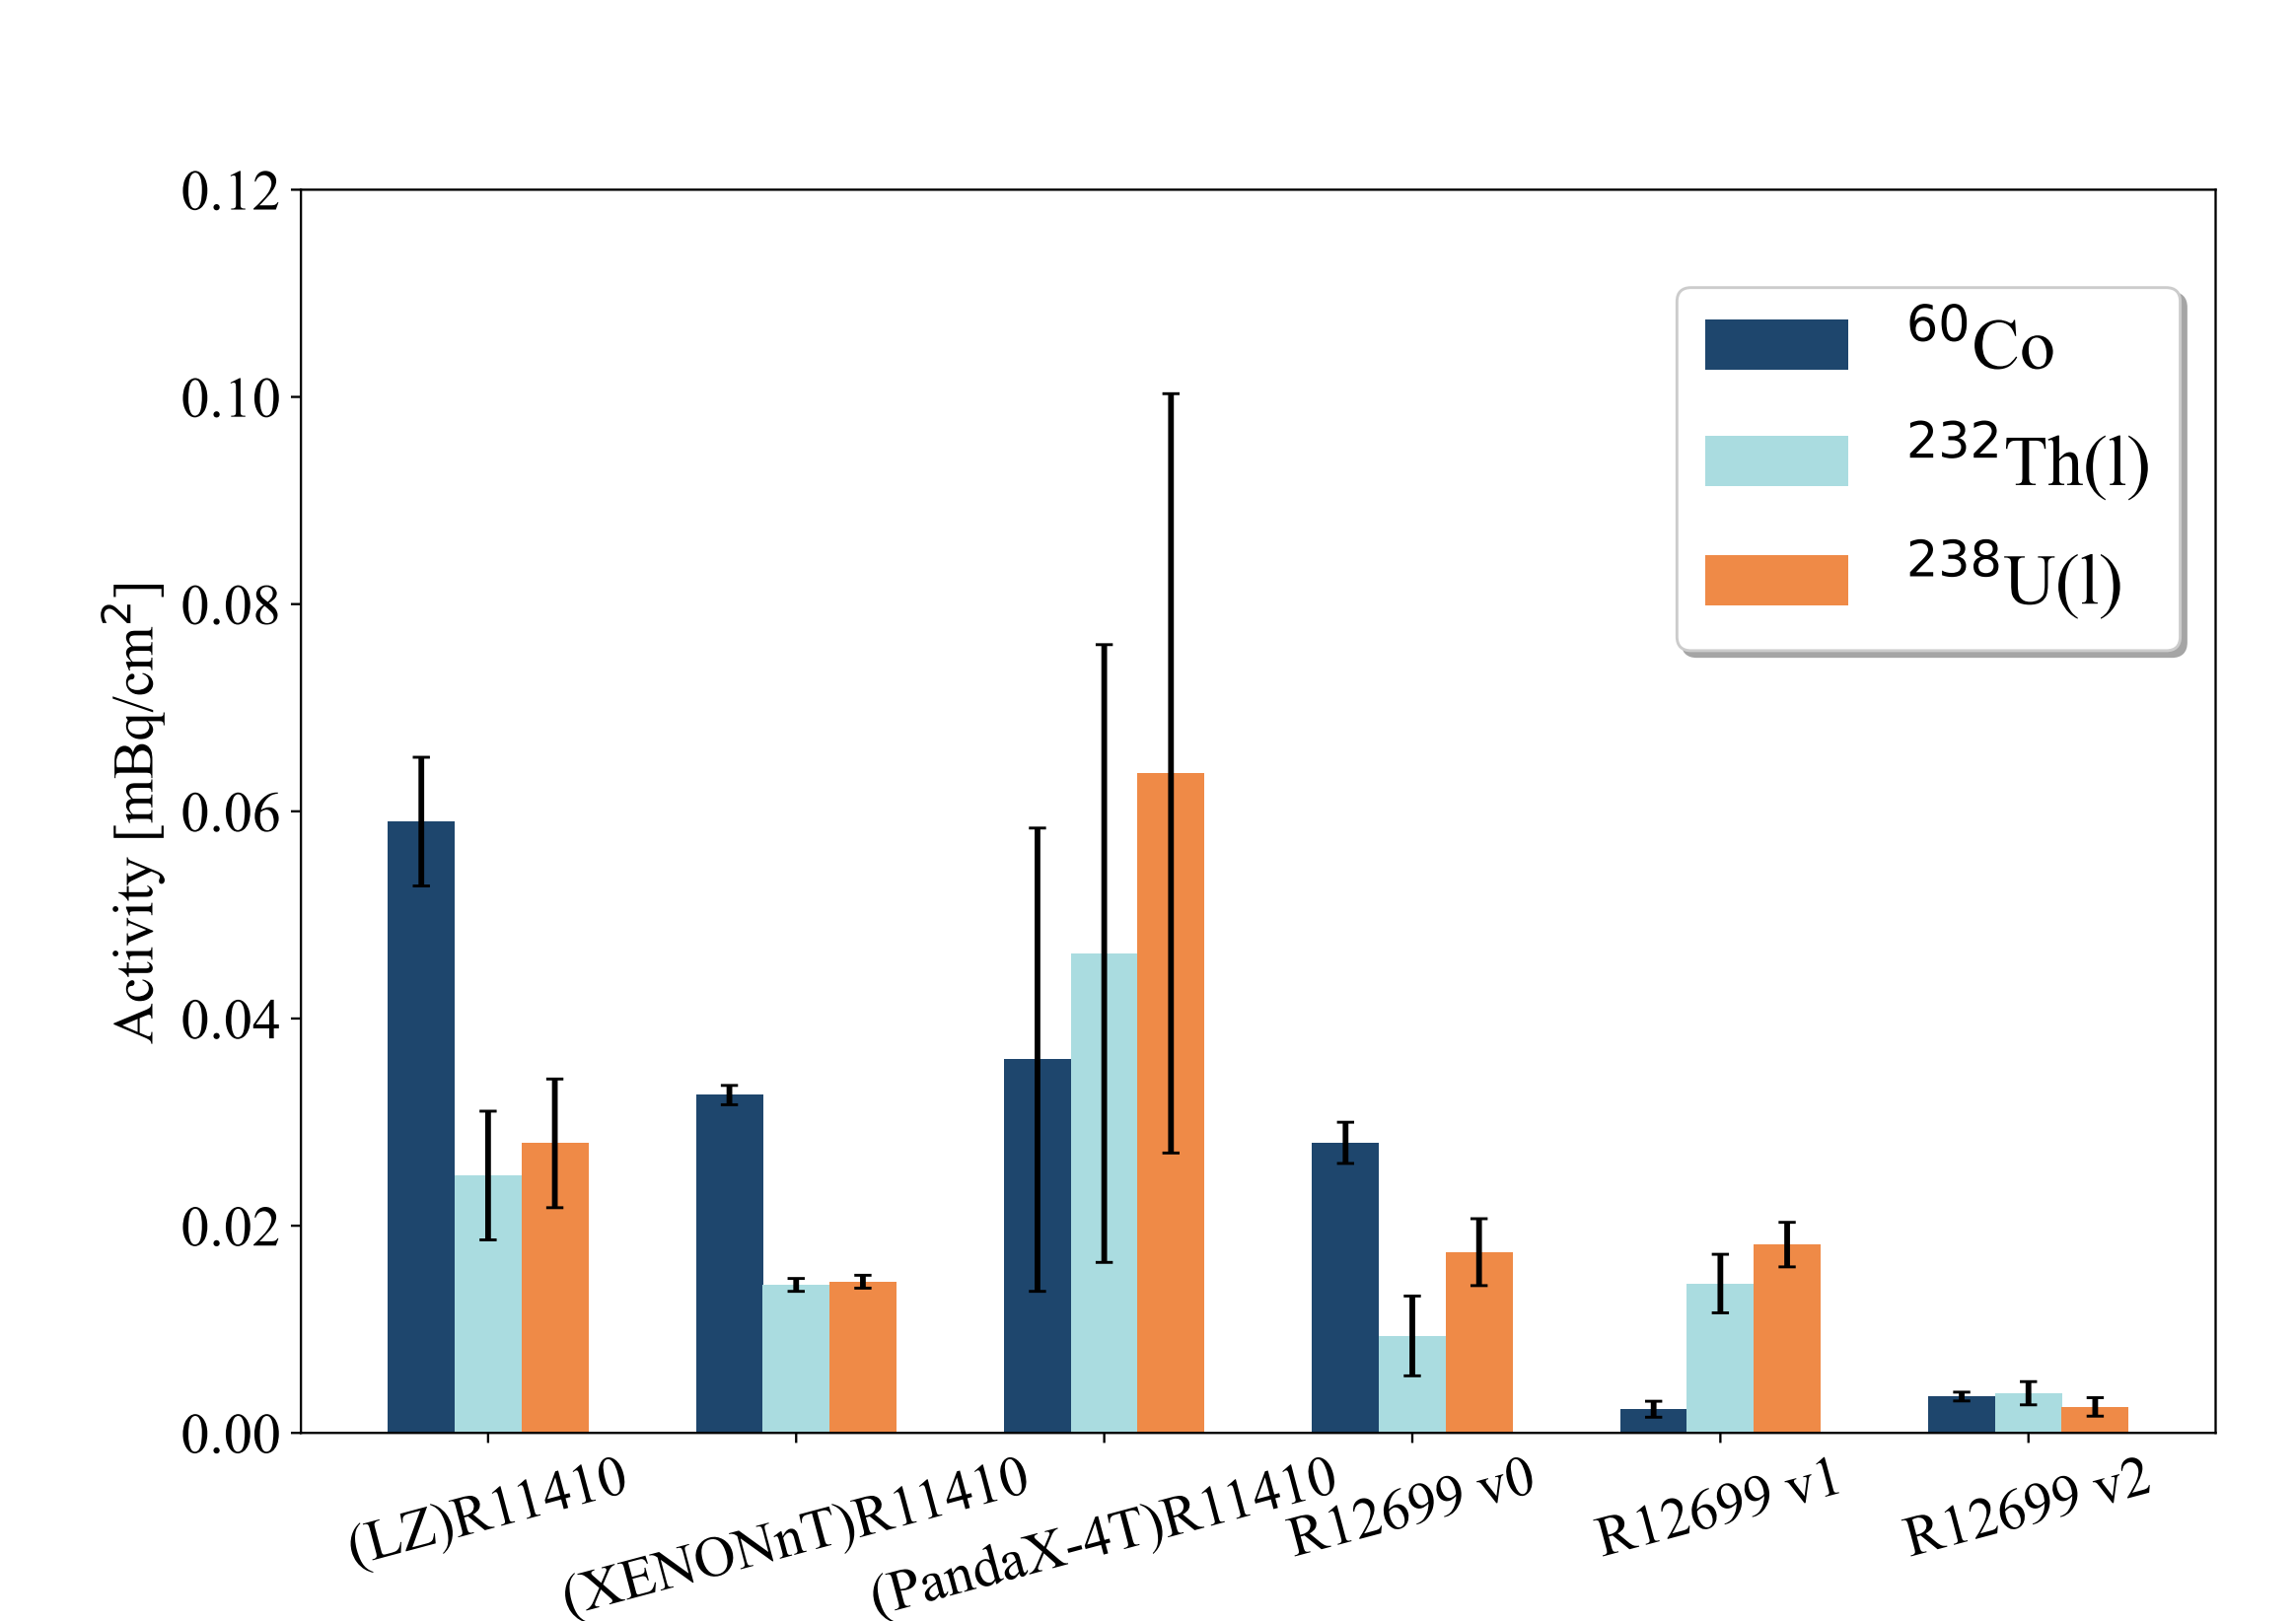 0.12
0.10
0.08
0.06
0.04
0.02
0.00
Activity [mBq/cm²]
⁶⁰Co
²³²Th(l)
²³⁸U(l)
(LZ)R11410
(XENONnT)R11410
(PandaX-4T)R11410
R12699 v0
R12699 v1
R12699 v2